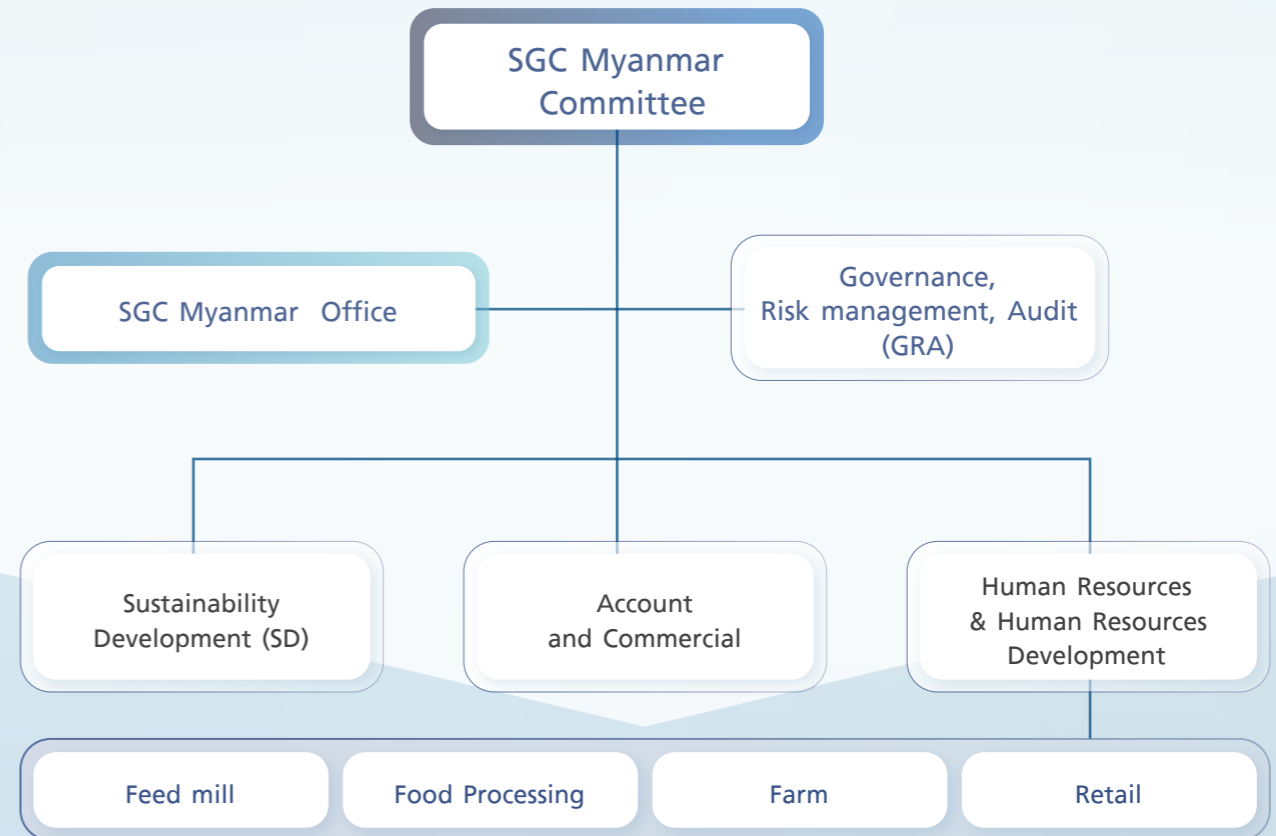 SGC Myanmar
Committee
SGC Myanmar Office
Governance,
Risk management, Audit
(GRA)
Sustainability
Development (SD)
Account
and Commercial
Human Resources
& Human Resources
Development
Feed mill
Food Processing
Farm
Retail